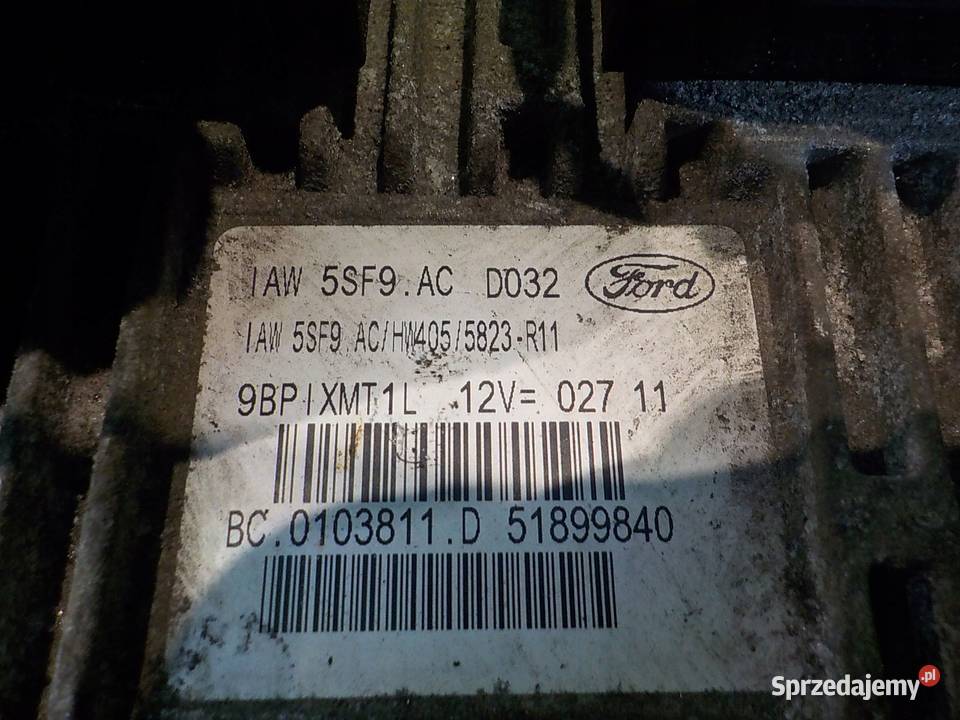 IAW 5SF9.AC D032 Ford
IAW 5SF9 AC/HW405/5823-R11
9BPIXMT1L 12V= 027 11
BC.0103811.D 51899840
Sprzedajemy.pl